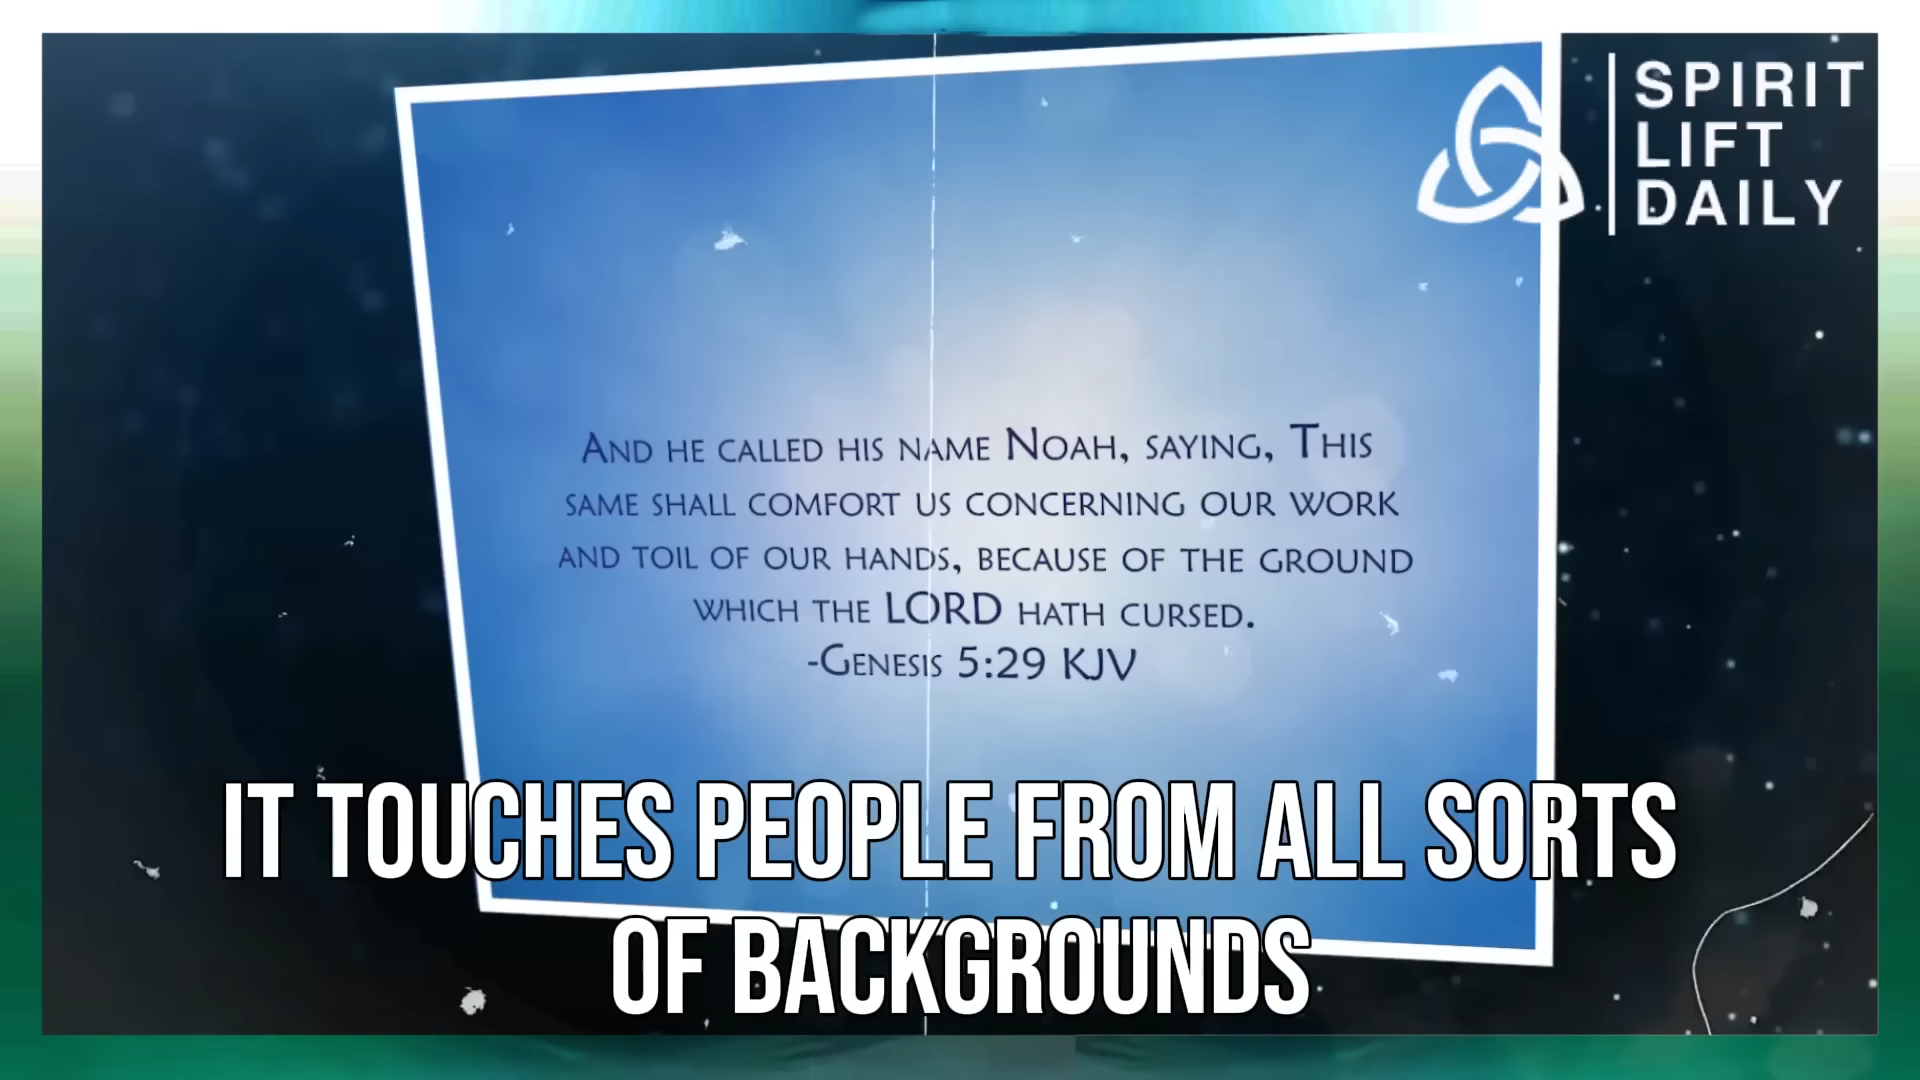 SPIRIT
LIFT
DAILY
And he called his name Noah, saying, This
same shall comfort us concerning our work
and toil of our hands, because of the ground
which the LORD hath cursed.
-Genesis 5:29 KJV
IT TOUCHES PEOPLE FROM ALL SORTS
OF BACKGROUNDS